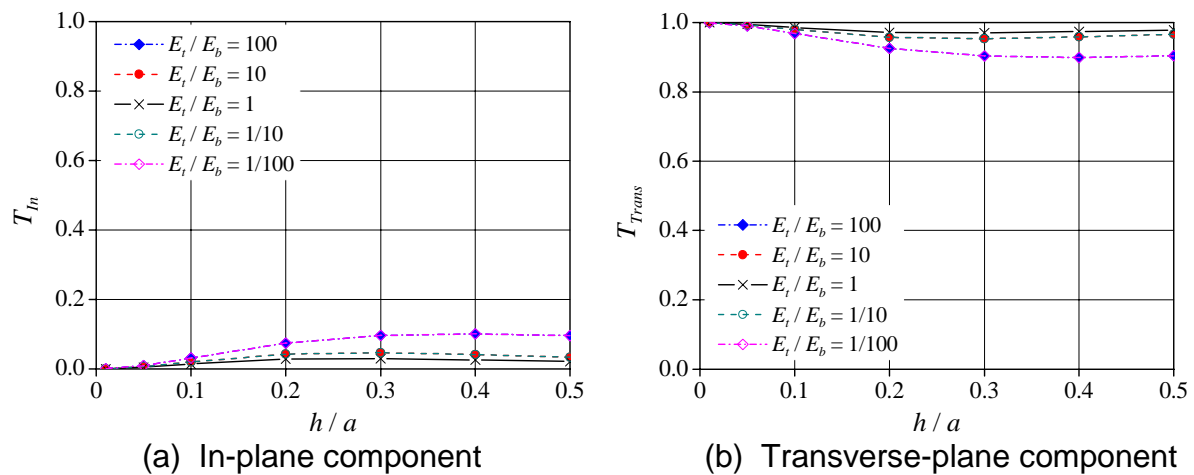 1.0
0.8
0.6
0.4
0.2
0.0
T_In
E_t / E_b = 100
E_t / E_b = 10
E_t / E_b = 1
E_t / E_b = 1/10
E_t / E_b = 1/100
0 0.1 0.2 0.3 0.4 0.5
h / a
(a) In-plane component
1.0
0.8
0.6
0.4
0.2
0.0
T_Trans
E_t / E_b = 100
E_t / E_b = 10
E_t / E_b = 1
E_t / E_b = 1/10
E_t / E_b = 1/100
0 0.1 0.2 0.3 0.4 0.5
h / a
(b) Transverse-plane component